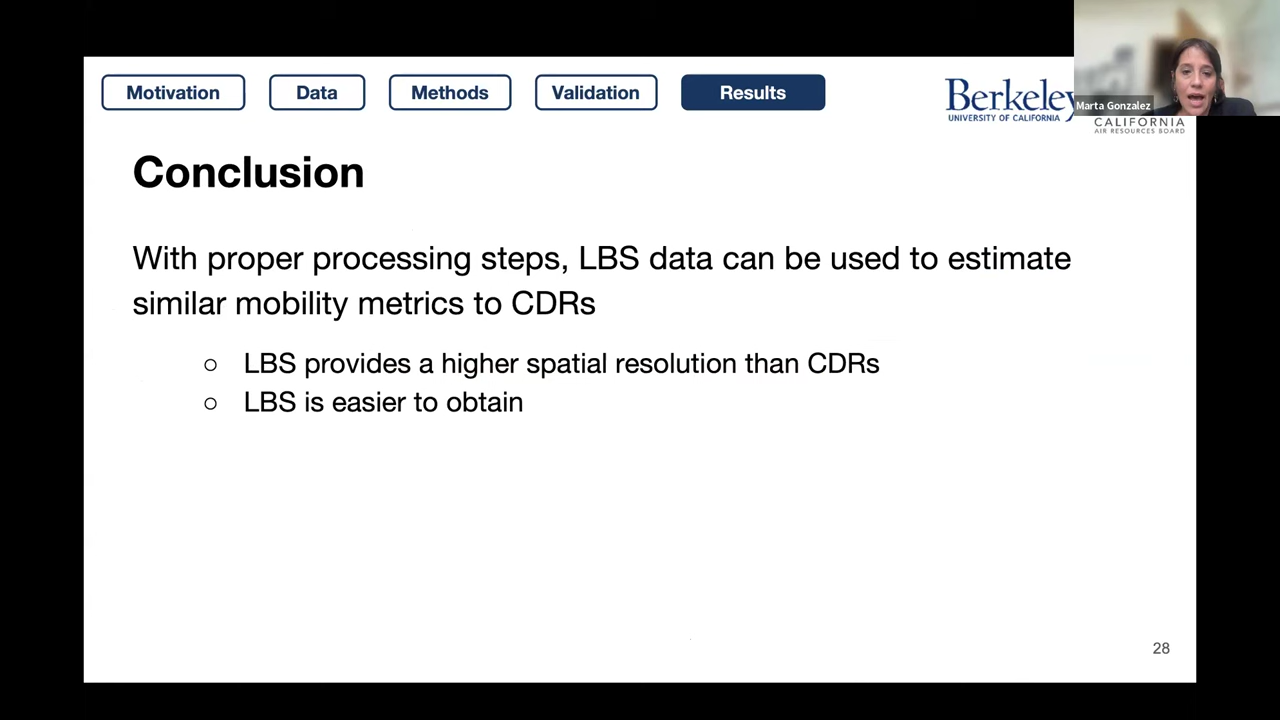 Motivation
Data
Methods
Validation
Results
Berkeley
UNIVERSITY OF CALIFORNIA
Marta Gonzalez
CALIFORNIA
AIR RESOURCES BOARD
Conclusion
With proper processing steps, LBS data can be used to estimate
similar mobility metrics to CDRs
○ LBS provides a higher spatial resolution than CDRs
○ LBS is easier to obtain
28